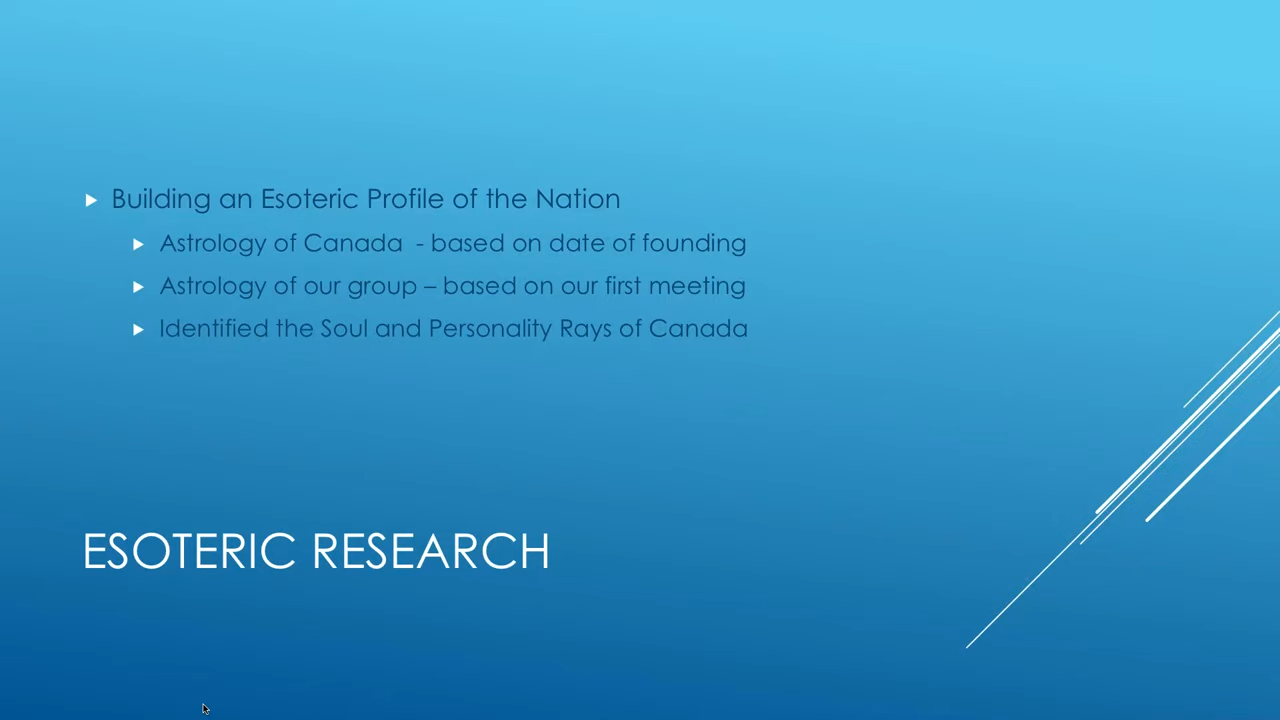 Building an Esoteric Profile of the Nation
Astrology of Canada  - based on date of founding
Astrology of our group – based on our first meeting
Identified the Soul and Personality Rays of Canada
ESOTERIC RESEARCH